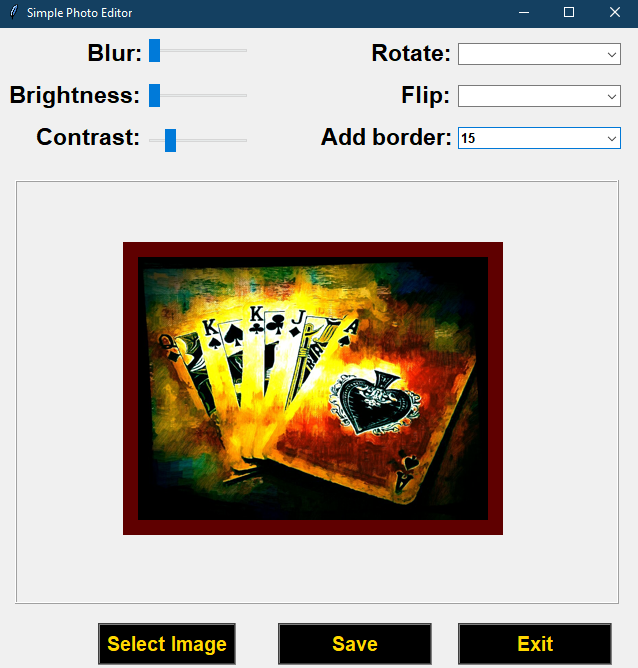 Simple Photo Editor
Blur:
Rotate:
Brightness:
Flip:
Contrast:
Add border: 15
Q K K J A
A
Select Image
Save
Exit